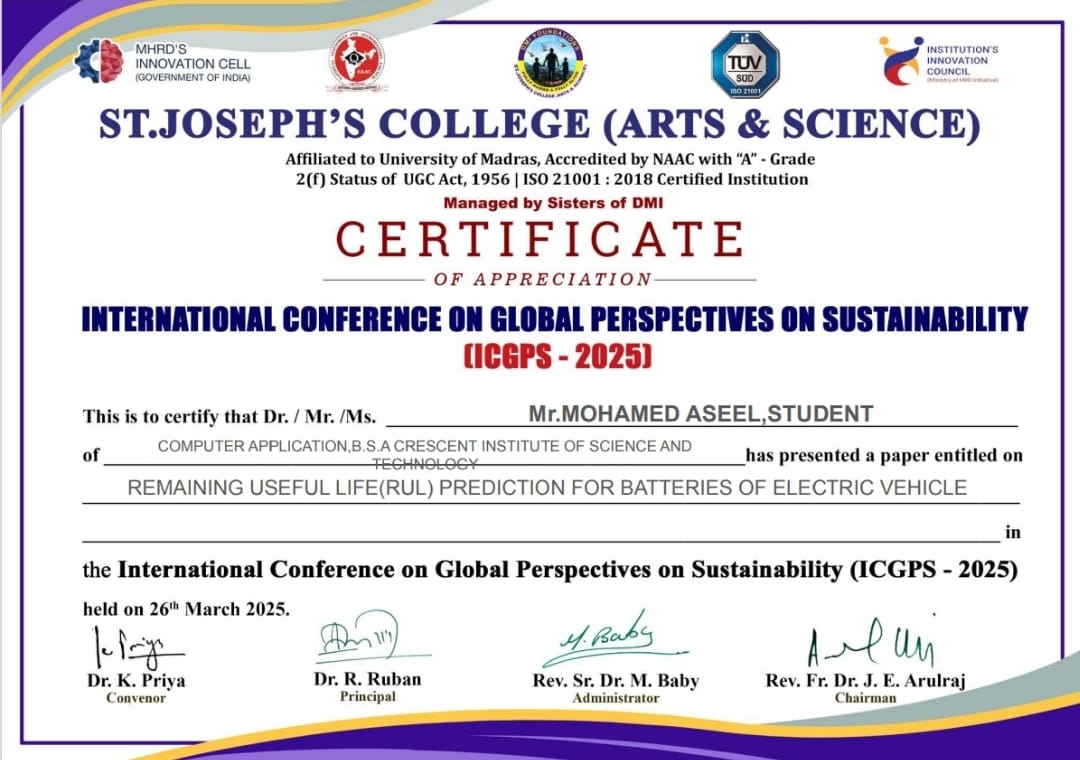 MHRD'S
INNOVATION CELL
(GOVERNMENT OF INDIA)
NAAC
DMI FOUNDATIONS
ST.JOSEPH'S COLLEGE (ARTS & SCIENCE)
TÜV
SUD
ISO 21001
INSTITUTION'S
INNOVATION
COUNCIL
(Ministry of HRD Initiative)
ST.JOSEPH'S COLLEGE (ARTS & SCIENCE)
Affiliated to University of Madras, Accredited by NAAC with “A” - Grade
2(f) Status of UGC Act, 1956 | ISO 21001 : 2018 Certified Institution
Managed by Sisters of DMI
CERTIFICATE
OF APPRECIATION
INTERNATIONAL CONFERENCE ON GLOBAL PERSPECTIVES ON SUSTAINABILITY
(ICGPS - 2025)
This is to certify that Dr. / Mr. /Ms. Mr.MOHAMED ASEEL,STUDENT
of COMPUTER APPLICATION,B.S.A CRESCENT INSTITUTE OF SCIENCE AND
TECHNOLOGY has presented a paper entitled on
REMAINING USEFUL LIFE(RUL) PREDICTION FOR BATTERIES OF ELECTRIC VEHICLE
in
the International Conference on Global Perspectives on Sustainability (ICGPS - 2025)
held on 26th March 2025.
M. Baby
Dr. K. Priya
Convenor
Dr. R. Ruban
Principal
Rev. Sr. Dr. M. Baby
Administrator
Rev. Fr. Dr. J. E. Arulraj
Chairman